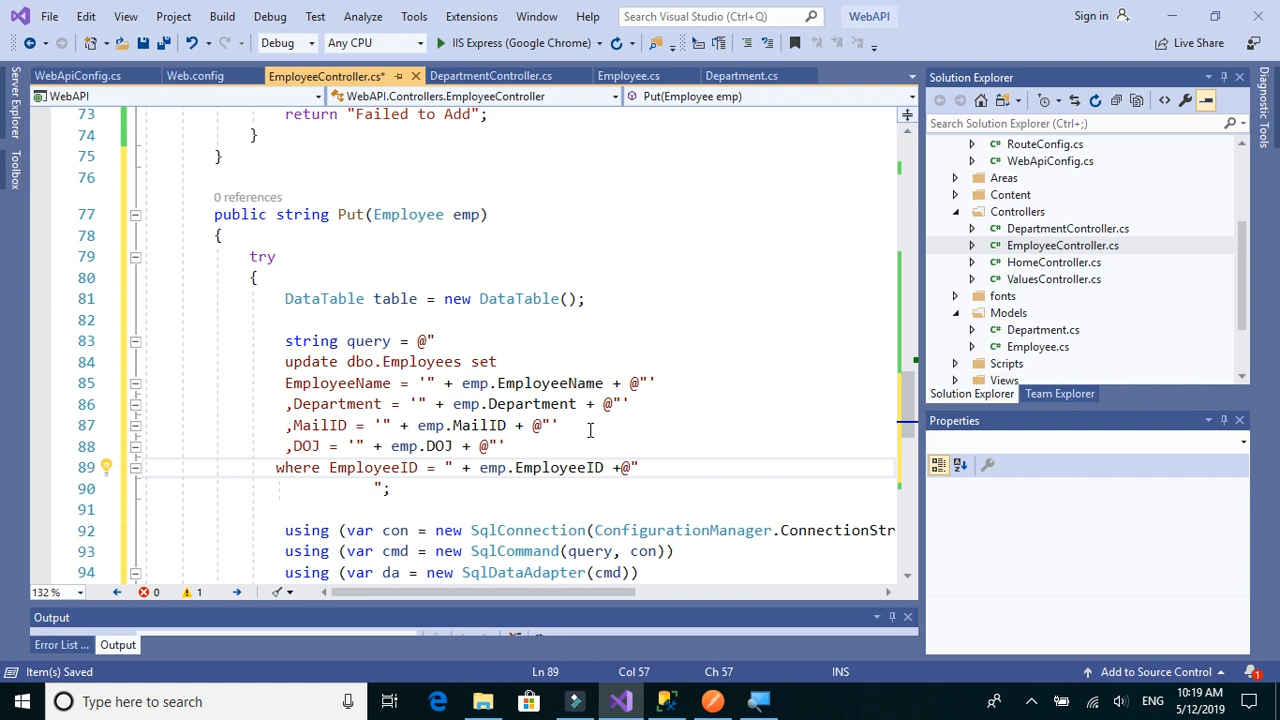 File Edit View Project Build Debug Test Analyze Tools Extensions Window Help Search Visual Studio (Ctrl+Q) WebAPI Sign in
Debug Any CPU IIS Express (Google Chrome) Live Share
WebApiConfig.cs Web.config EmployeeController.cs* DepartmentController.cs Employee.cs Department.cs
WebAPI WebAPI.Controllers.EmployeeController Put(Employee emp)
Server Explorer
Toolbox
73 return "Failed to Add";
74 }
75 }
76
0 references
77 public string Put(Employee emp)
78 {
79 try
80 {
81 DataTable table = new DataTable();
82
83 string query = @"
84 update dbo.Employees set
85 EmployeeName = '" + emp.EmployeeName + @"'
86 ,Department = '" + emp.Department + @"'
87 ,MailID = '" + emp.MailID + @"'
88 ,DOJ = '" + emp.DOJ + @"'
89 where EmployeeID = " + emp.EmployeeID +@"
90 ";
91
92 using (var con = new SqlConnection(ConfigurationManager.ConnectionStr
93 using (var cmd = new SqlCommand(query, con))
94 using (var da = new SqlDataAdapter(cmd))
132 % 0 1
Output
Error List ... Output
Solution Explorer
Search Solution Explorer (Ctrl+;)
RouteConfig.cs
WebApiConfig.cs
Areas
Content
Controllers
DepartmentController.cs
EmployeeController.cs
HomeController.cs
ValuesController.cs
fonts
Models
Department.cs
Employee.cs
Scripts
Views
Solution Explorer Team Explorer
Properties
Diagnostic Tools
Item(s) Saved Ln 89 Col 57 Ch 57 INS Add to Source Control 1
Type here to search ENG 10:19 AM
5/12/2019